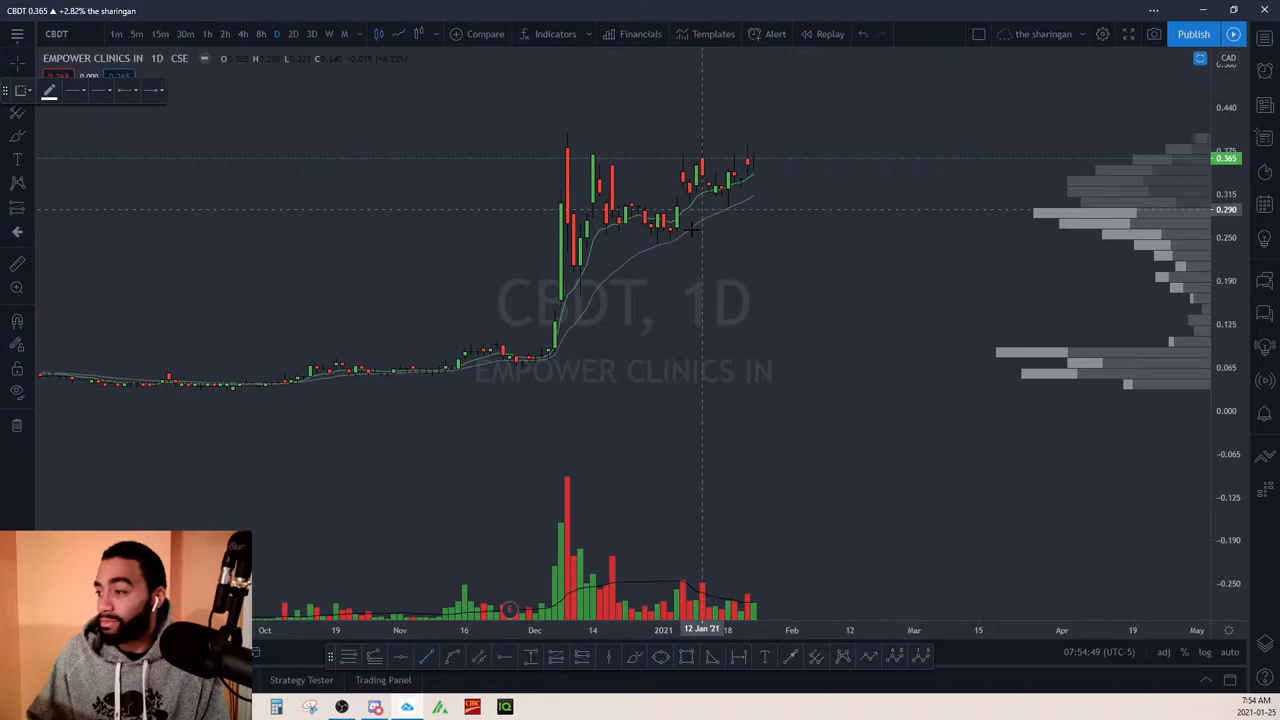 CBDT 0.365 ▲ +2.82% the sharingan
CBDT 1m 5m 15m 30m 1h 2h 4h 8h D 2D 3D W M Compare Indicators Financials Templates Alert Replay the sharingan Publish
EMPOWER CLINICS IN 1D CSE
CAD
0.440
0.375
0.365
0.315
0.290
0.250
0.190
0.125
0.065
0.000
-0.065
-0.125
-0.190
-0.250
CBDT, 1D
EMPOWER CLINICS IN
E
Oct 19 Nov 16 Dec 14 2021 12 Jan '21 18 Feb 12 Mar 15 Apr 19 May
07:54:49 (UTC-5) adj % log auto
Strategy Tester Trading Panel
CIBC IQ
7:54 AM
2021-01-25